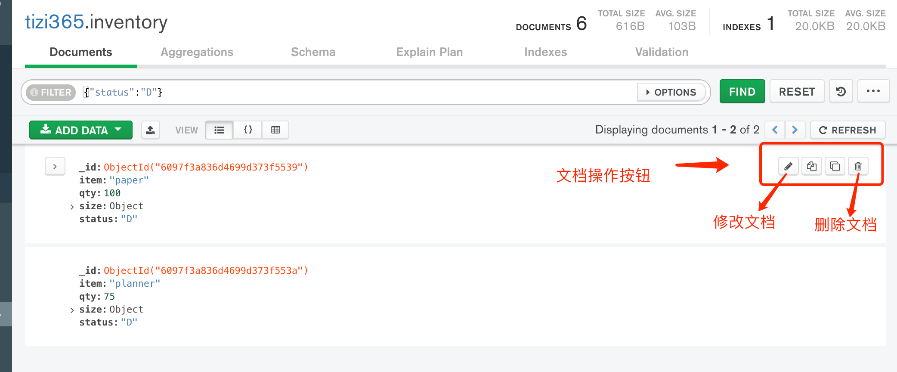 tizi365.inventory
DOCUMENTS 6 TOTAL SIZE 616B AVG. SIZE 103B INDEXES 1 TOTAL SIZE 20.0KB AVG. SIZE 20.0KB
Documents Aggregations Schema Explain Plan Indexes Validation
FILTER {"status":"D"} OPTIONS FIND RESET ...
ADD DATA VIEW {} Displaying documents 1 - 2 of 2 < > REFRESH
_id: ObjectId("6097f3a836d4699d373f5539")
item: "paper"
qty: 100
> size: Object
status: "D"
文档操作按钮
修改文档
删除文档
_id: ObjectId("6097f3a836d4699d373f553a")
item: "planner"
qty: 75
> size: Object
status: "D"